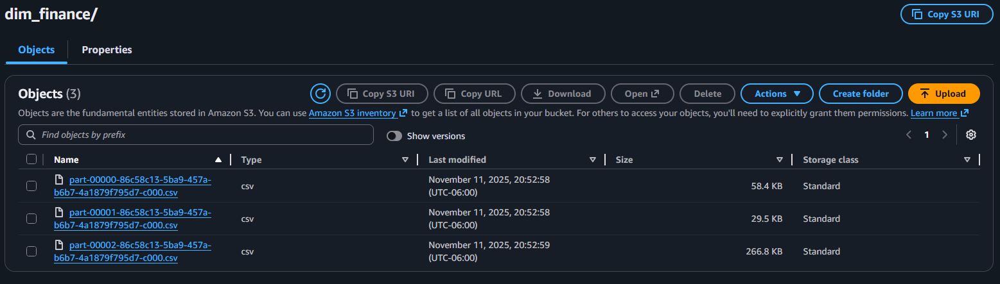 dim_finance/
Copy S3 URI
Objects
Properties
Objects (3)
Copy S3 URI
Copy URL
Download
Open
Delete
Actions
Create folder
Upload
Objects are the fundamental entities stored in Amazon S3. You can use Amazon S3 inventory to get a list of all objects in your bucket. For others to access your objects, you'll need to explicitly grant them permissions. Learn more
Find objects by prefix
Show versions
1
Name
Type
Last modified
Size
Storage class
part-00000-86c58c13-5ba9-457a-
b6b7-4a1879f795d7-c000.csv
csv
November 11, 2025, 20:52:58
(UTC-06:00)
58.4 KB
Standard
part-00001-86c58c13-5ba9-457a-
b6b7-4a1879f795d7-c000.csv
csv
November 11, 2025, 20:52:58
(UTC-06:00)
29.5 KB
Standard
part-00002-86c58c13-5ba9-457a-
b6b7-4a1879f795d7-c000.csv
csv
November 11, 2025, 20:52:59
(UTC-06:00)
266.8 KB
Standard